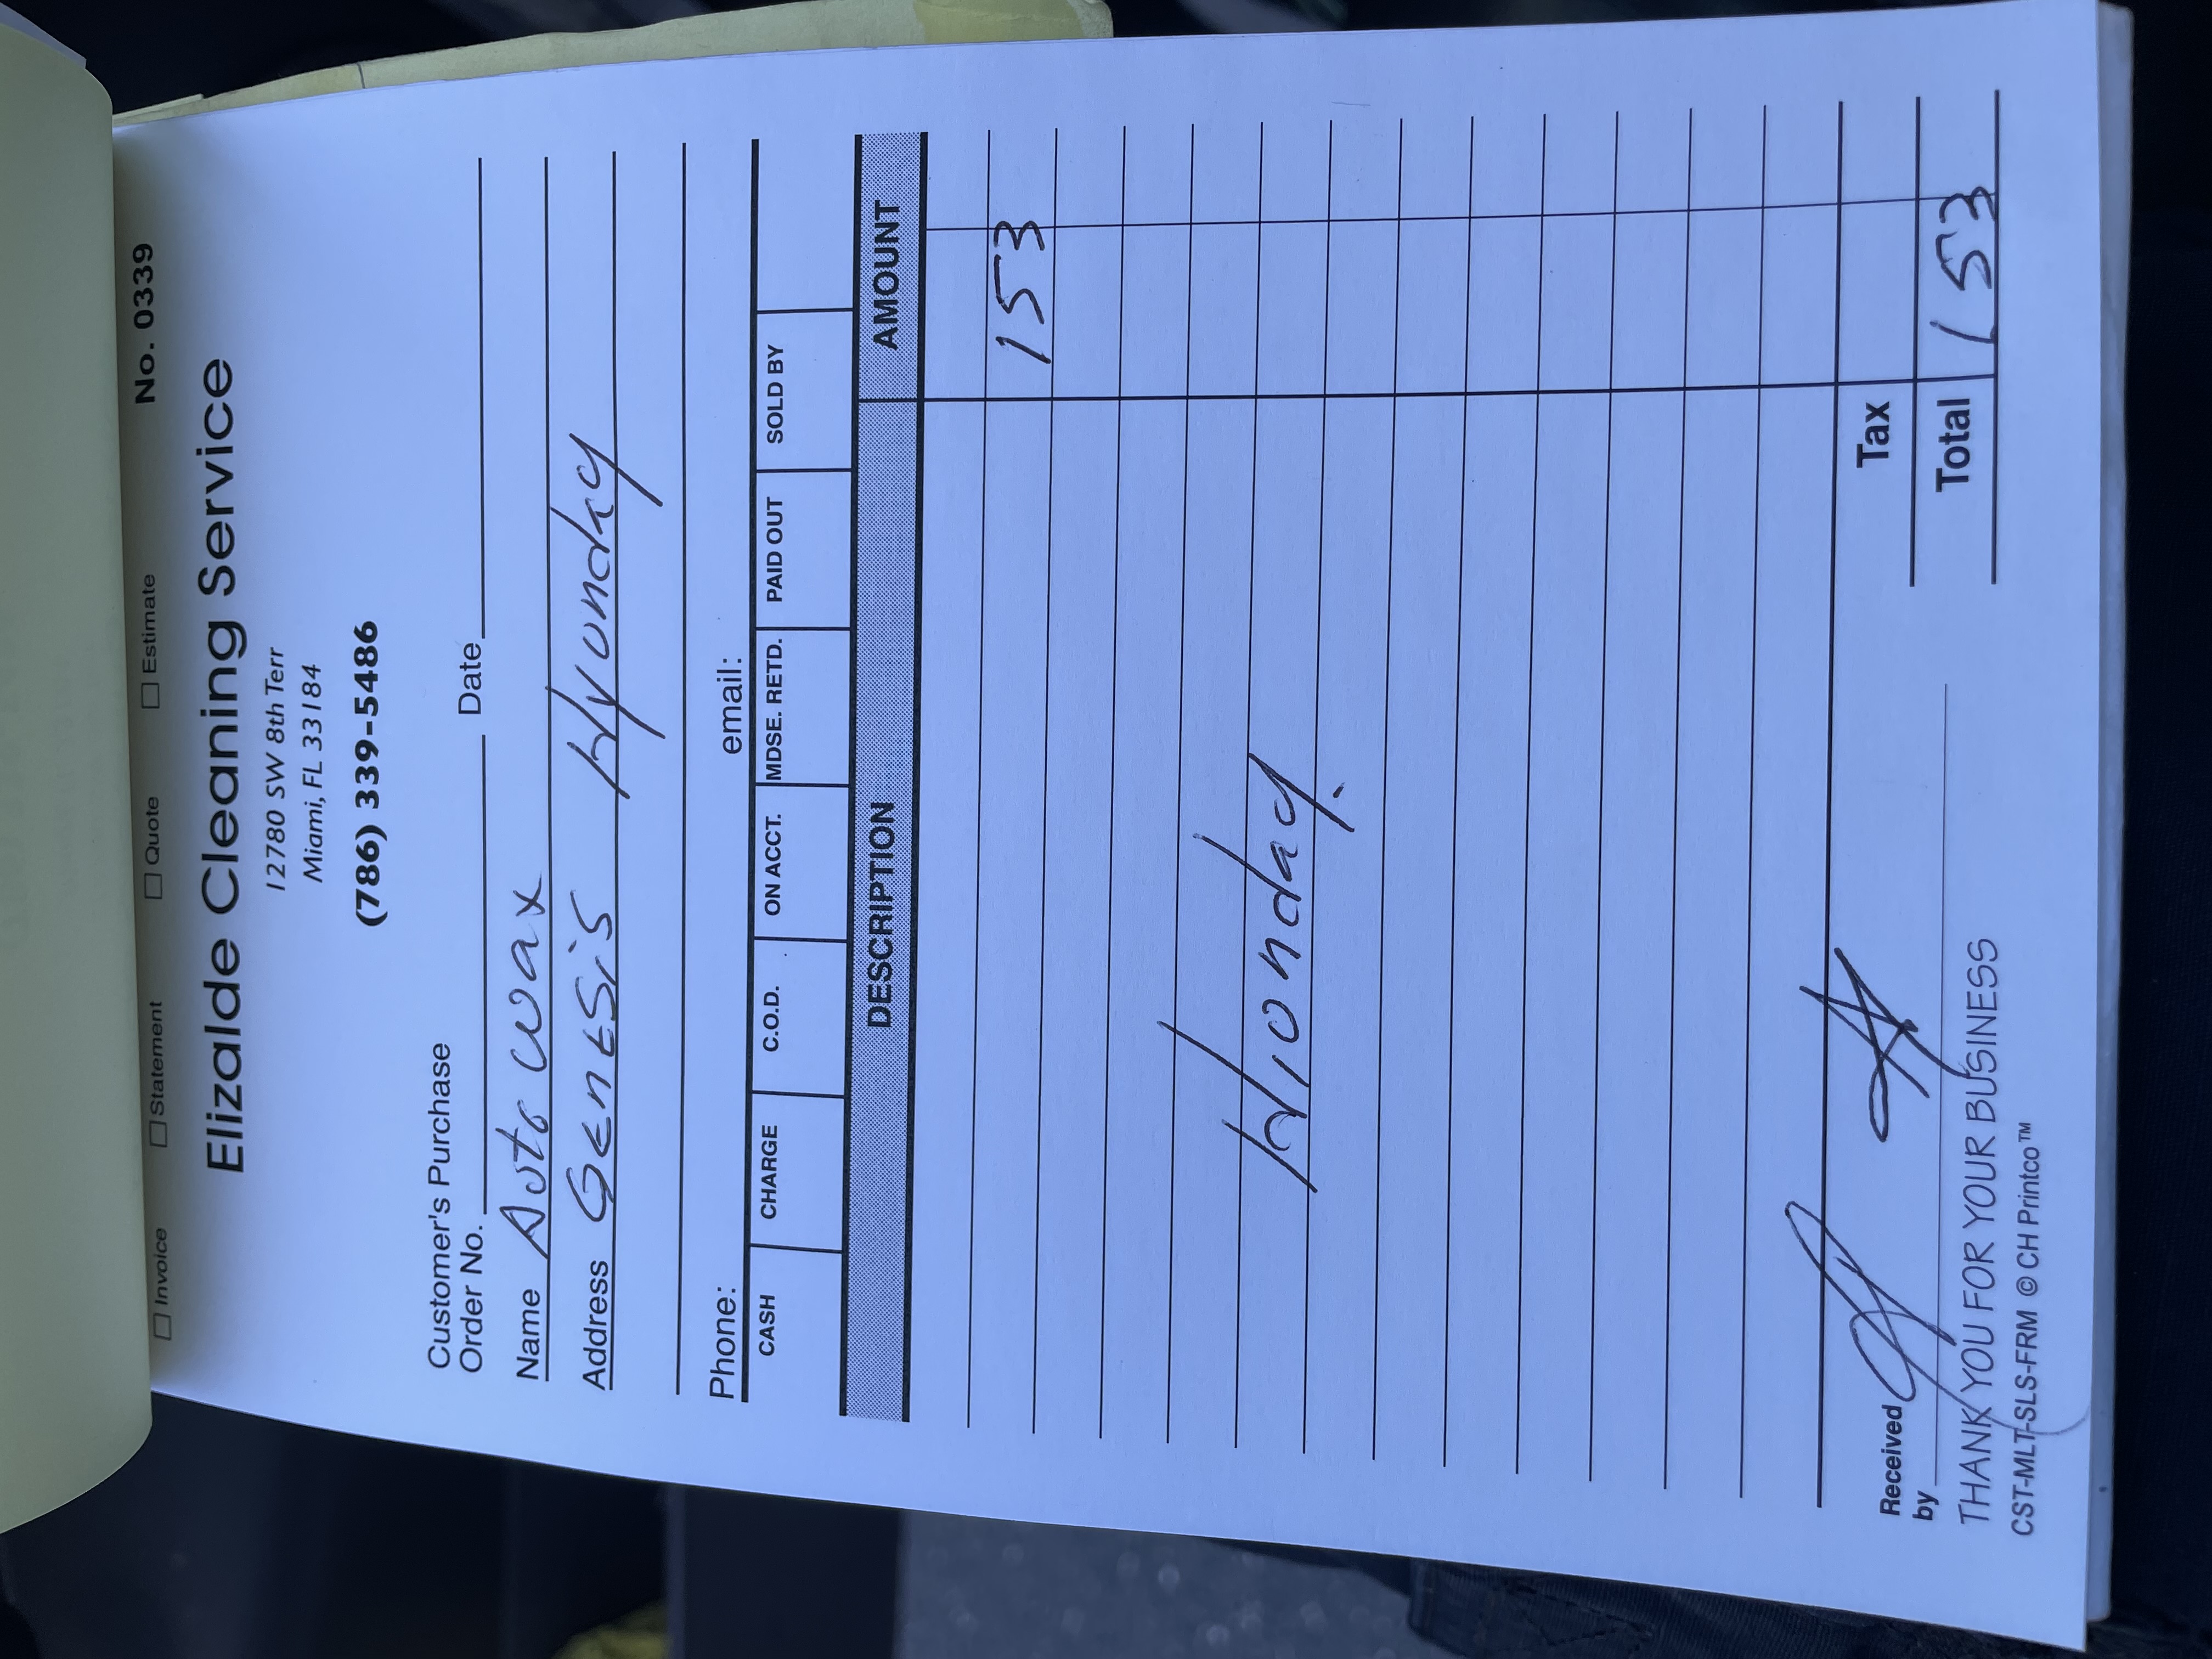 ☐ Invoice ☐ Statement ☐ Quote ☐ Estimate No. 0339
Elizalde Cleaning Service
12780 SW 8th Terr
Miami, FL 33184
(786) 339-5486
Customer's Purchase
Order No. Date
Name Auto Wax
Address Genesis Hyunday
Phone: email:
CASH CHARGE C.O.D. ON ACCT. MDSE. RETD. PAID OUT SOLD BY
DESCRIPTION AMOUNT
153
Hionday.
Tax
Received
by
Total 153
THANK YOU FOR YOUR BUSINESS
CST-MLT-SLS-FRM © CH Printco™